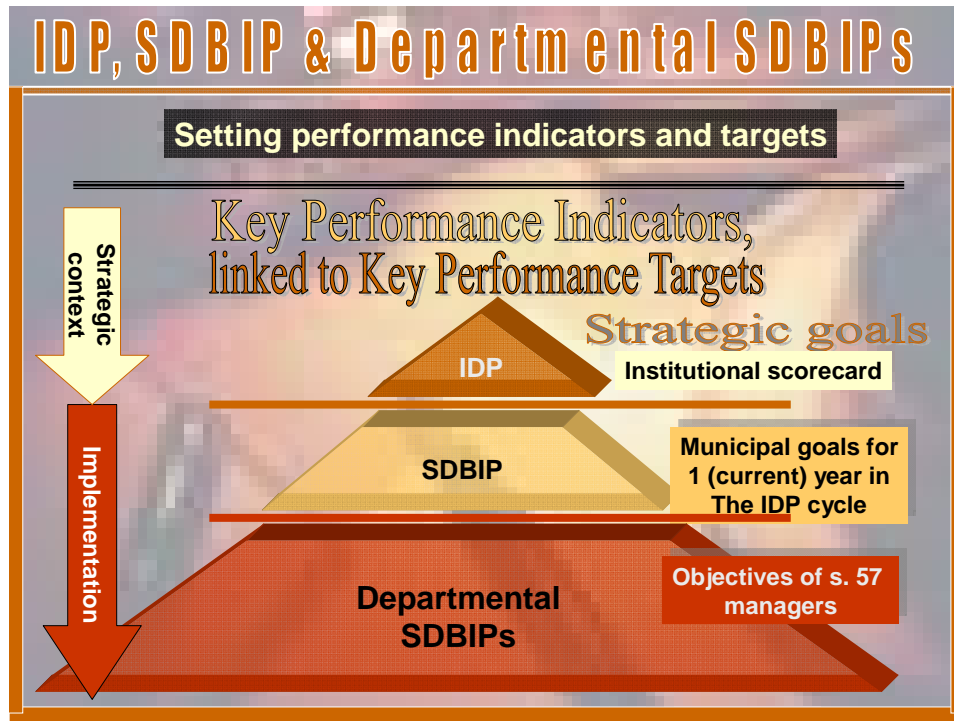 IDP, SDBIP & Departmental SDBIPs
Setting performance indicators and targets
Key Performance Indicators,
linked to Key Performance Targets
Strategic goals
Strategic
context
IDP
Institutional scorecard
Implementation
SDBIP
Municipal goals for
1 (current) year in
The IDP cycle
Departmental
SDBIPs
Objectives of s. 57
managers